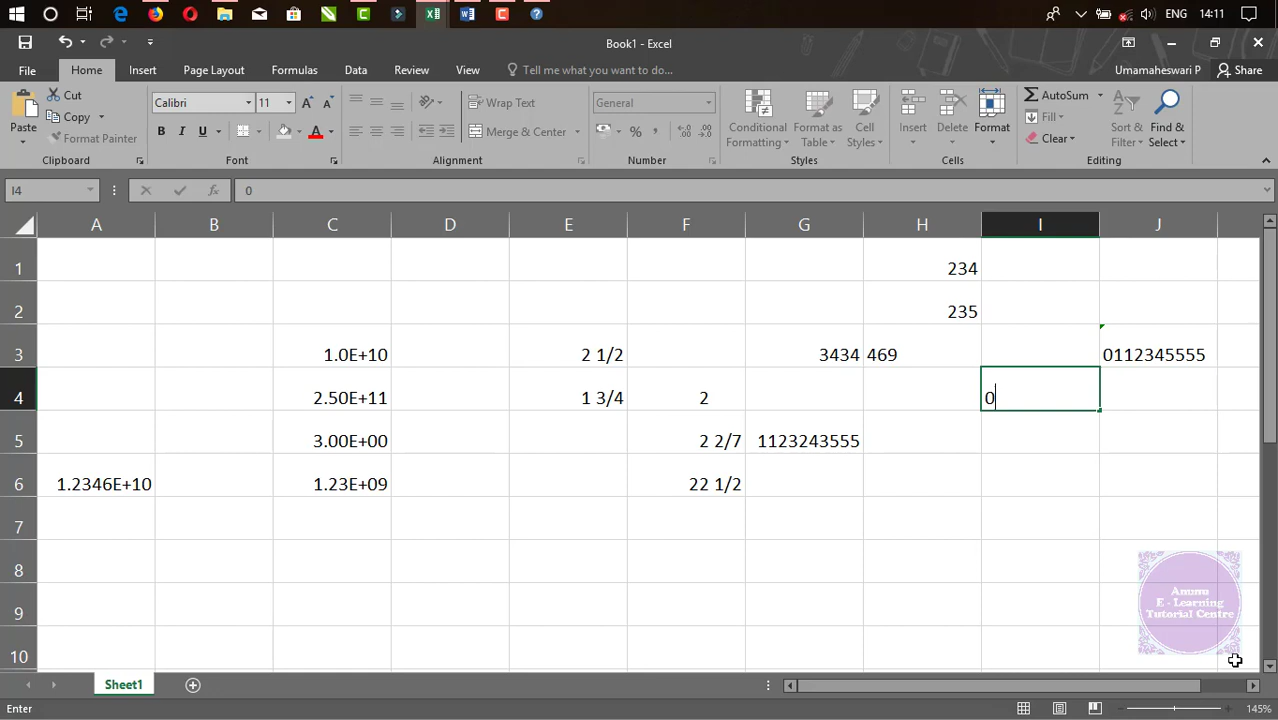 ENG 14:11
Book1 - Excel
File Home Insert Page Layout Formulas Data Review View Tell me what you want to do... Umamaheswari P Share
Cut
Copy
Format Painter
Paste
Clipboard
Calibri 11
B I U
Font
Wrap Text
Merge & Center
Alignment
General
%
Number
Conditional Formatting
Format as Table
Cell Styles
Styles
Insert Delete Format
Cells
AutoSum
Fill
Clear
Sort & Filter
Find & Select
Editing
I4 fx 0
A B C D E F G H I J
1 234
2 235
3 1.0E+10 2 1/2 3434 469 0112345555
4 2.50E+11 1 3/4 2 0
5 3.00E+00 2 2/7 1123243555
6 1.2346E+10 1.23E+09 22 1/2
7
8
9
10
Anunu
E - Learning
Tutorial Centre
Sheet1
Enter 145%